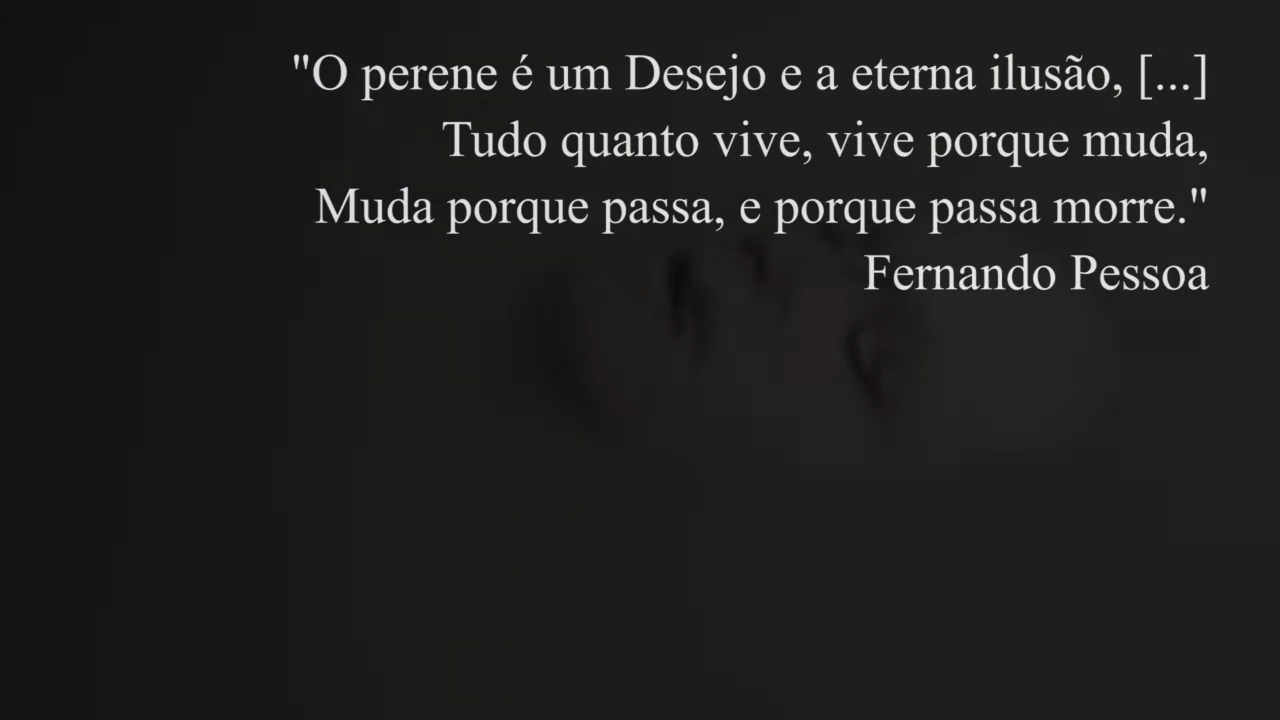 "O perene é um Desejo e a eterna ilusão, [...]
Tudo quanto vive, vive porque muda,
Muda porque passa, e porque passa morre."
Fernando Pessoa